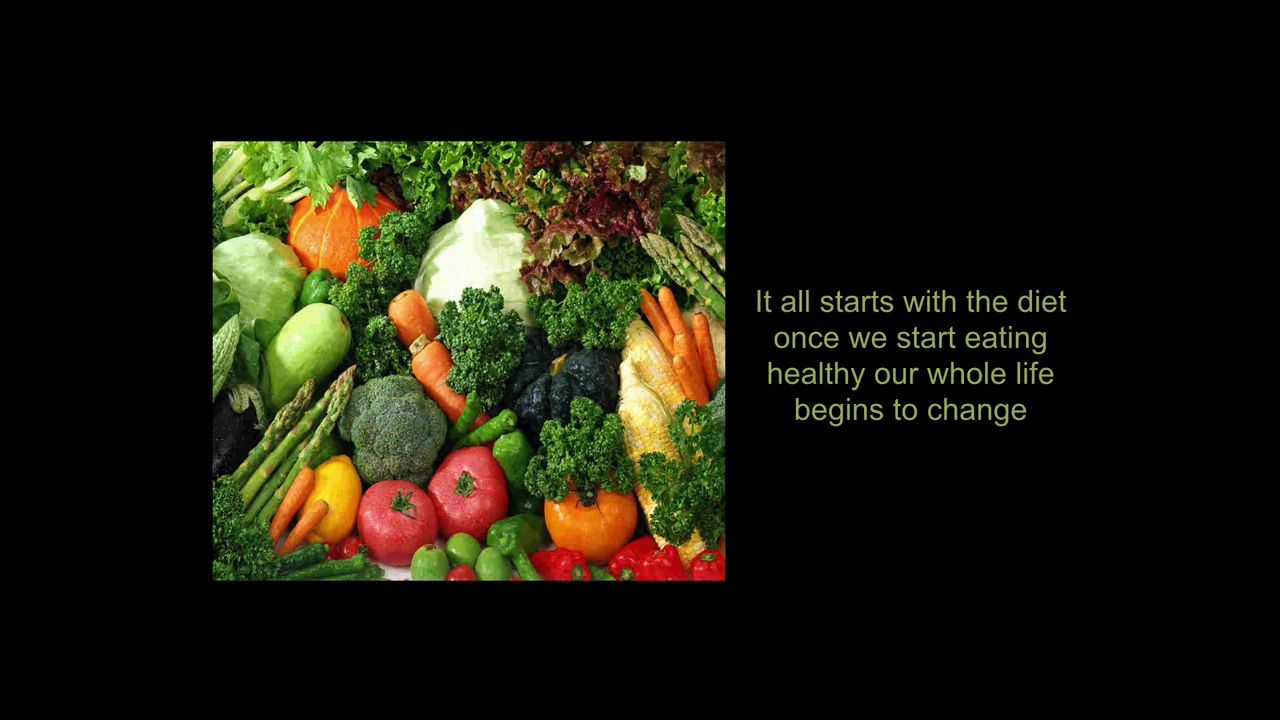 It all starts with the diet
once we start eating
healthy our whole life
begins to change